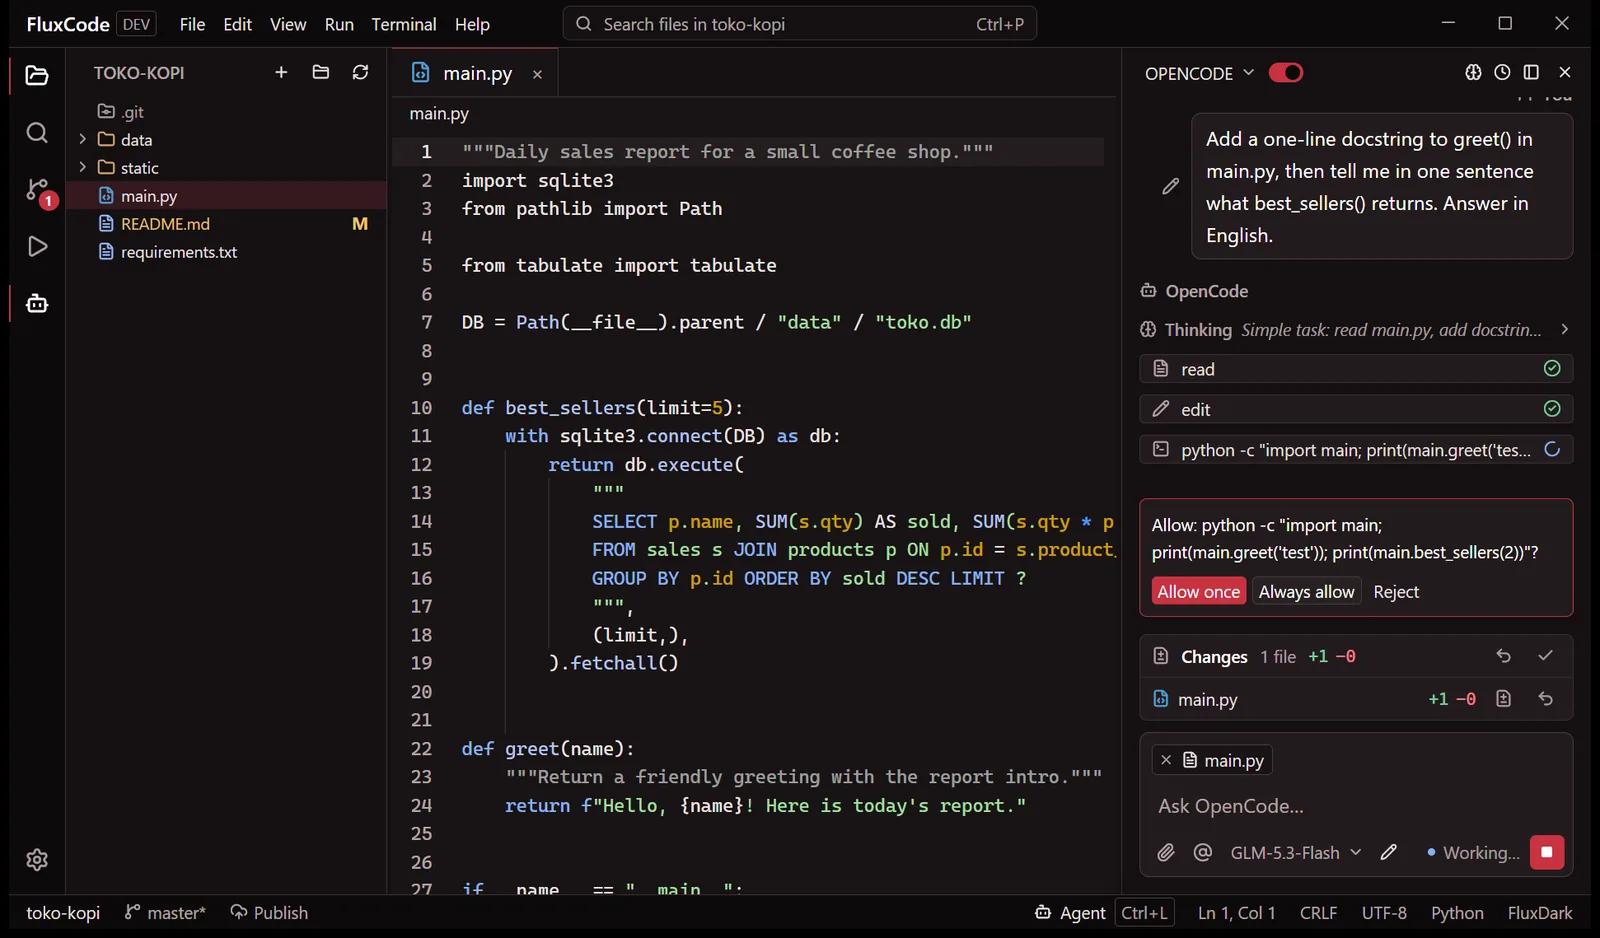 FluxCode DEV File Edit View Run Terminal Help Search files in toko-kopi Ctrl+P
TOKO-KOPI
.git
data
static
main.py
README.md M
requirements.txt
1
main.py
main.py
1 """Daily sales report for a small coffee shop."""
2 import sqlite3
3 from pathlib import Path
4
5 from tabulate import tabulate
6
7 DB = Path(__file__).parent / "data" / "toko.db"
8
9
10 def best_sellers(limit=5):
11 with sqlite3.connect(DB) as db:
12 return db.execute(
13 """
14 SELECT p.name, SUM(s.qty) AS sold, SUM(s.qty * p
15 FROM sales s JOIN products p ON p.id = s.product_
16 GROUP BY p.id ORDER BY sold DESC LIMIT ?
17 """,
18 (limit,),
19 ).fetchall()
20
21
22 def greet(name):
23 """Return a friendly greeting with the report intro."""
24 return f"Hello, {name}! Here is today's report."
25
26
27 if __name__ == "__main__":
OPENCODE
You
Add a one-line docstring to greet() in
main.py, then tell me in one sentence
what best_sellers() returns. Answer in
English.
OpenCode
Thinking Simple task: read main.py, add docstrin...
read
edit
python -c "import main; print(main.greet('tes...
Allow: python -c "import main;
print(main.greet('test')); print(main.best_sellers(2))"?
Allow once Always allow Reject
Changes 1 file +1 −0
main.py +1 −0
main.py
Ask OpenCode...
GLM-5.3-Flash Working...
toko-kopi master* Publish Agent Ctrl+L Ln 1, Col 1 CRLF UTF-8 Python FluxDark